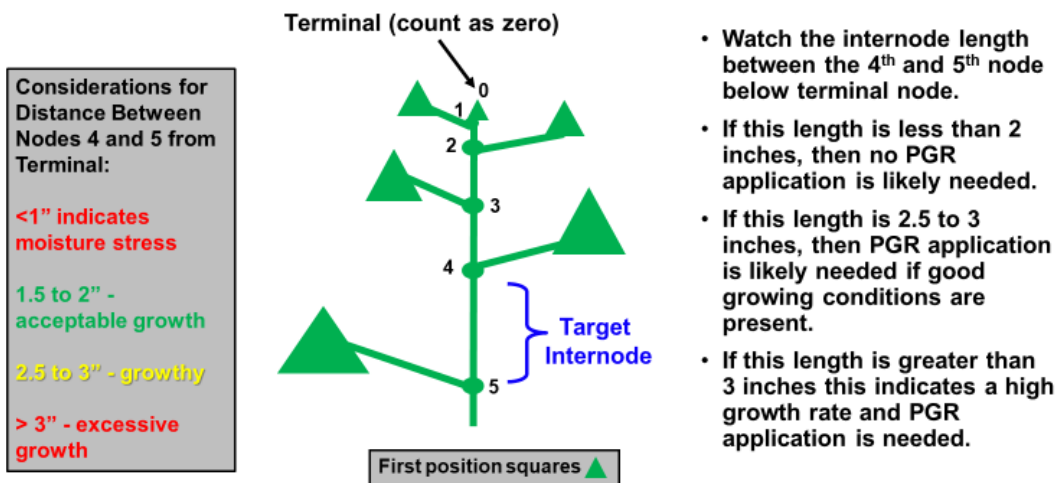 Terminal (count as zero)
Considerations for
Distance Between
Nodes 4 and 5 from
Terminal:
<1” indicates
moisture stress
1.5 to 2” -
acceptable growth
2.5 to 3” - growthy
> 3” - excessive
growth
0
1
2
3
4
5
Target
Internode
First position squares
• Watch the internode length
between the 4th and 5th node
below terminal node.
• If this length is less than 2
inches, then no PGR
application is likely needed.
• If this length is 2.5 to 3
inches, then PGR application
is likely needed if good
growing conditions are
present.
• If this length is greater than
3 inches this indicates a high
growth rate and PGR
application is needed.